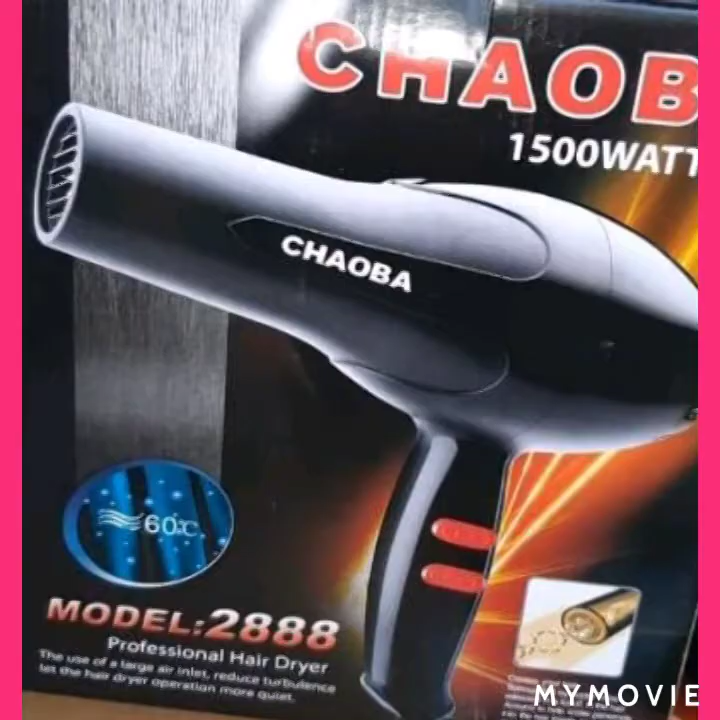 CHAOB
1500WATT
CHAOBA
60℃
MODEL:2888
Professional Hair Dryer
The use of a large air inlet, reduce turbulence
let the hair dryer operation more quiet.
MYMOVIE